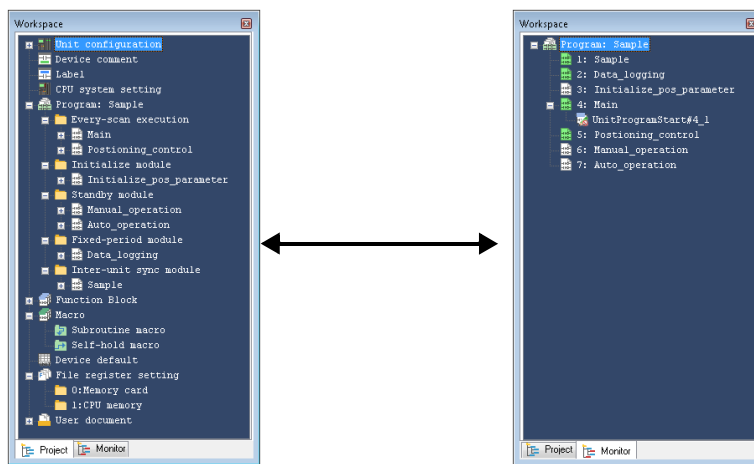 Workspace
Unit configuration
Device comment
Label
CPU system setting
Program: Sample
Every-scan execution
Main
Postioning_control
Initialize module
Initialize_pos_parameter
Standby module
Manual_operation
Auto_operation
Fixed-period module
Data_logging
Inter-unit sync module
Sample
Function Block
Macro
Subroutine macro
Self-hold macro
Device default
File register setting
0:Memory card
1:CPU memory
User document
Project Monitor
Workspace
Program: Sample
1: Sample
2: Data_logging
3: Initialize_pos_parameter
4: Main
UnitProgramStart#4_1
5: Postioning_control
6: Manual_operation
7: Auto_operation
Project Monitor